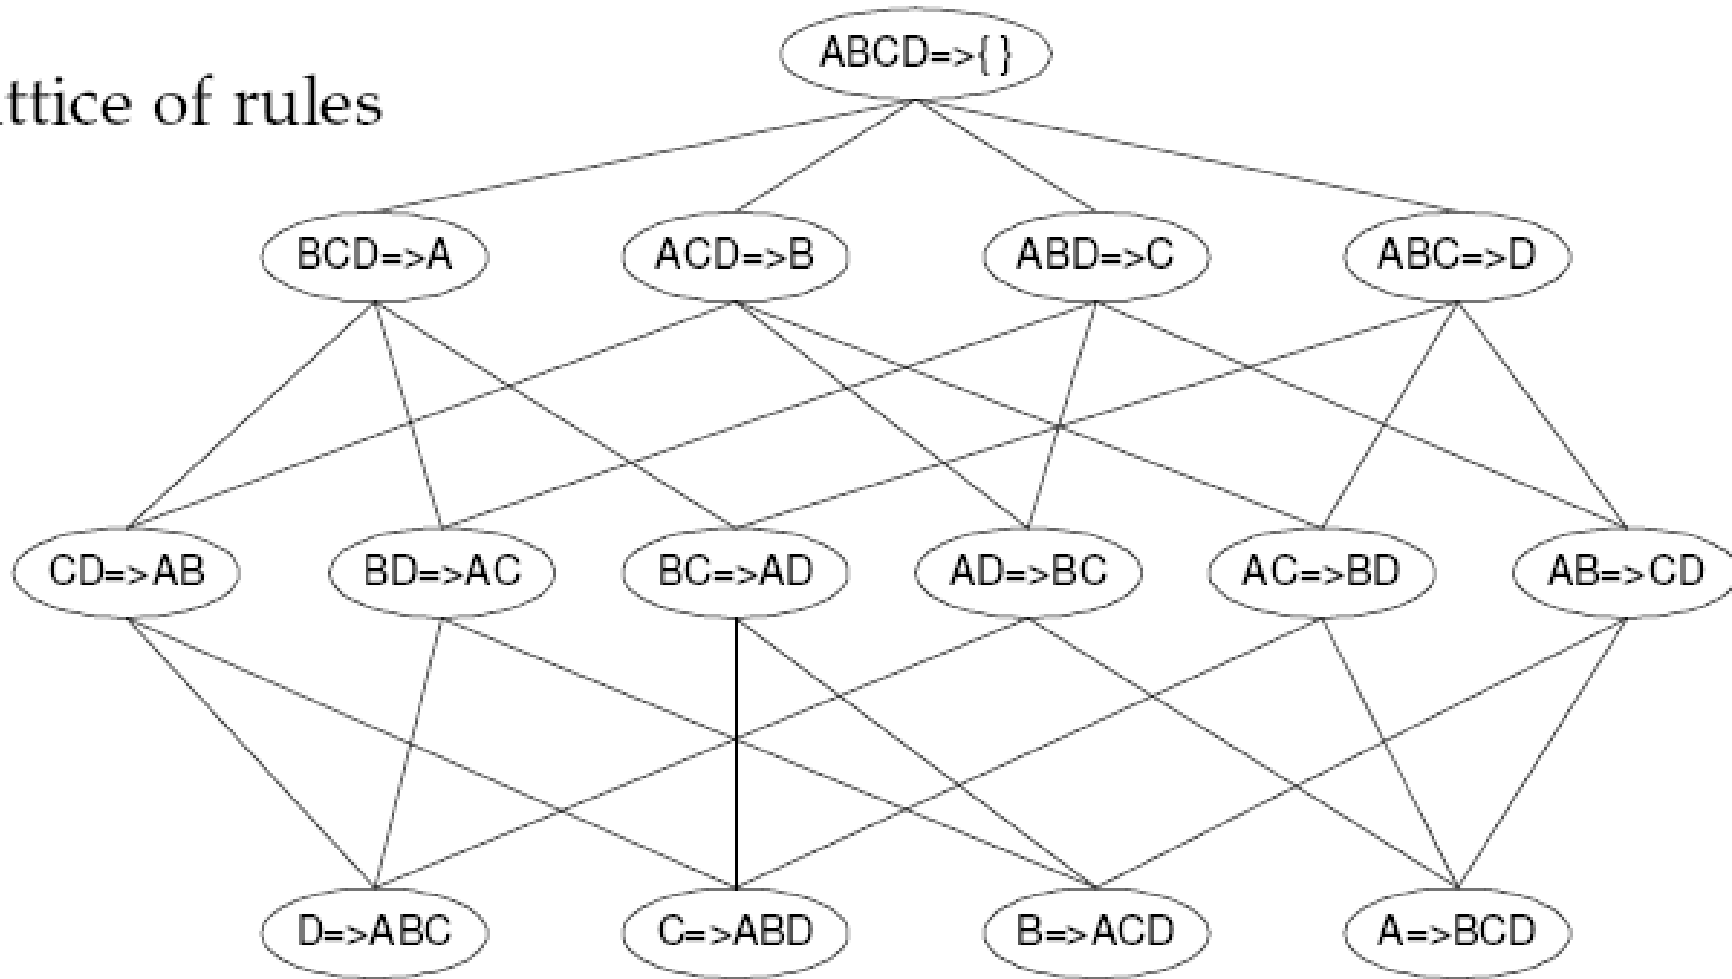 ABCD=>{ }
ttice of rules
BCD=>A ACD=>B ABD=>C ABC=>D
CD=>AB BD=>AC BC=>AD AD=>BC AC=>BD AB=>CD
D=>ABC C=>ABD B=>ACD A=>BCD